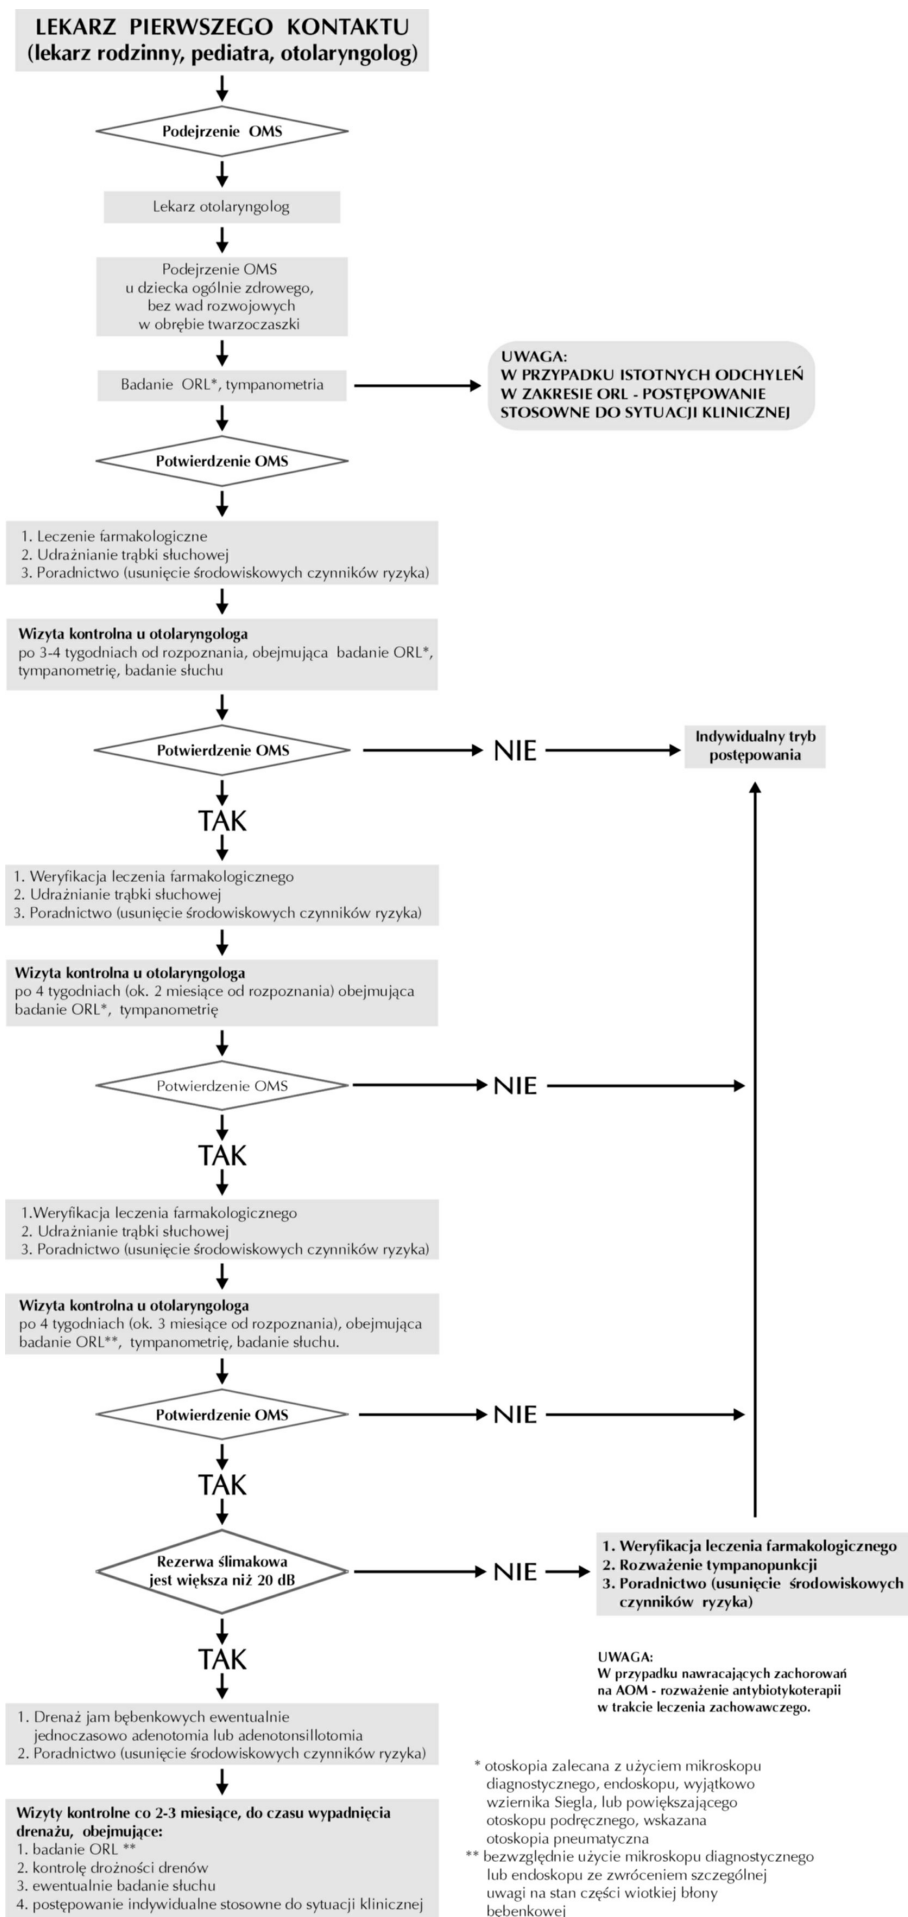 LEKARZ PIERWSZEGO KONTAKTU
(lekarz rodzinny, pediatra, otolaryngolog)
Podejrzenie OMS
Lekarz otolaryngolog
Podejrzenie OMS
u dziecka ogólnie zdrowego,
bez wad rozwojowych
w obrębie twarzoczaszki
Badanie ORL*, tympanometria
UWAGA:
W PRZYPADKU ISTOTNYCH ODCHYLEŃ
W ZAKRESIE ORL - POSTĘPOWANIE
STOSOWNE DO SYTUACJI KLINICZNEJ
Potwierdzenie OMS
1. Leczenie farmakologiczne
2. Udrażnianie trąbki słuchowej
3. Poradnictwo (usunięcie środowiskowych czynników ryzyka)
Wizyta kontrolna u otolaryngologa
po 3-4 tygodniach od rozpoznania, obejmująca badanie ORL*,
tympanometrię, badanie słuchu
Potwierdzenie OMS
NIE
Indywidualny tryb
postępowania
TAK
1. Weryfikacja leczenia farmakologicznego
2. Udrażnianie trąbki słuchowej
3. Poradnictwo (usunięcie środowiskowych czynników ryzyka)
Wizyta kontrolna u otolaryngologa
po 4 tygodniach (ok. 2 miesiące od rozpoznania) obejmująca
badanie ORL*, tympanometrię
Potwierdzenie OMS
NIE
TAK
1.Weryfikacja leczenia farmakologicznego
2. Udrażnianie trąbki słuchowej
3. Poradnictwo (usunięcie środowiskowych czynników ryzyka)
Wizyta kontrolna u otolaryngologa
po 4 tygodniach (ok. 3 miesiące od rozpoznania), obejmująca
badanie ORL**, tympanometrię, badanie słuchu.
Potwierdzenie OMS
NIE
TAK
Rezerwa ślimakowa
jest większa niż 20 dB
NIE
1. Weryfikacja leczenia farmakologicznego
2. Rozważenie tympanopunkcji
3. Poradnictwo (usunięcie środowiskowych
czynników ryzyka)
TAK
UWAGA:
W przypadku nawracających zachorowań
na AOM - rozważenie antybiotykoterapii
w trakcie leczenia zachowawczego.
1. Drenaż jam bębenkowych ewentualnie
jednoczasowo adenotomia lub adenotonsillotomia
2. Poradnictwo (usunięcie środowiskowych czynników ryzyka)
Wizyty kontrolne co 2-3 miesiące, do czasu wypadnięcia
drenażu, obejmujące:
1. badanie ORL **
2. kontrolę drożności drenów
3. ewentualnie badanie słuchu
4. postępowanie indywidualne stosowne do sytuacji klinicznej
* otoskopia zalecana z użyciem mikroskopu
diagnostycznego, endoskopu, wyjątkowo
wziernika Siegla, lub powiększającego
otoskopu podręcznego, wskazana
otoskopia pneumatyczna
** bezwzględnie użycie mikroskopu diagnostycznego
lub endoskopu ze zwróceniem szczególnej
uwagi na stan części wiotkiej błony
bebenkowej